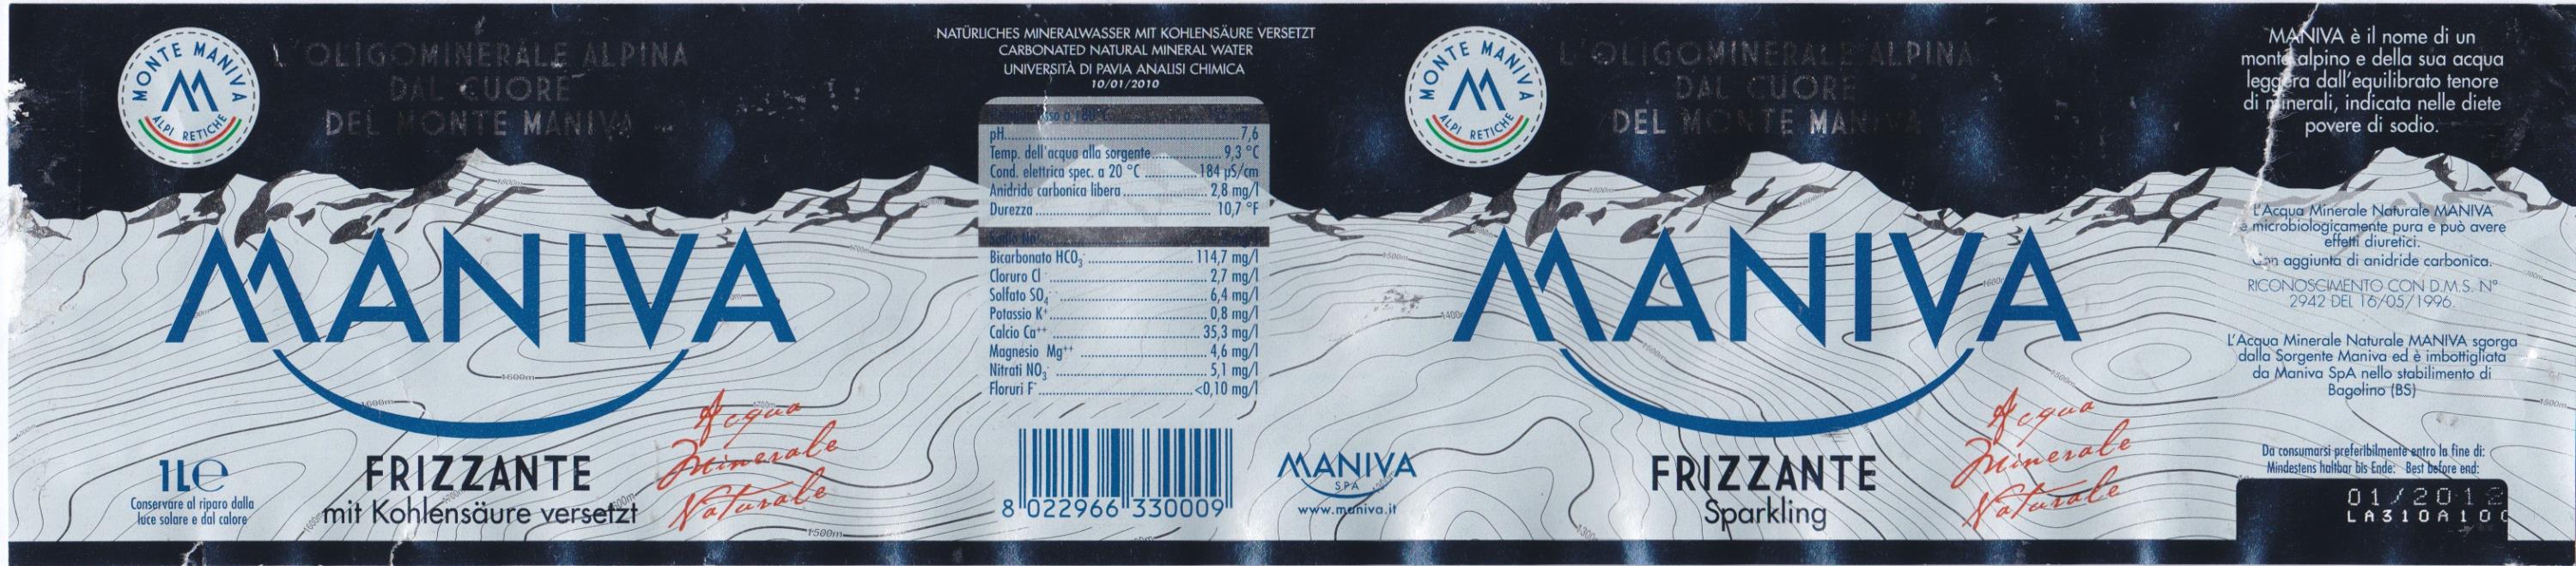 MONTE MANIVA
ALPI RETICHE
L'OLIGOMINERALE ALPINA
DAL CUORE
DEL MONTE MANIVA
MANIVA
1Le
Conservare al riparo dalla
luce solare e dal calore
FRIZZANTE
mit Kohlensäure versetzt
Acqua
Minerale
Naturale
NATÜRLICHES MINERALWASSER MIT KOHLENSÄURE VERSETZT
CARBONATED NATURAL MINERAL WATER
UNIVERSITÀ DI PAVIA ANALISI CHIMICA
10/01/2010
pH 7,6
Temp. dell'acqua alla sorgente 9,3 °C
Cond. elettrica spec. a 20 °C 184 µS/cm
Anidride carbonica libera 2,8 mg/l
Durezza 10,7 °F
Bicarbonato HCO₃⁻ 114,7 mg/l
Cloruro Cl⁻ 2,7 mg/l
Solfato SO₄⁻⁻ 6,4 mg/l
Potassio K⁺ 0,8 mg/l
Calcio Ca⁺⁺ 35,3 mg/l
Magnesio Mg⁺⁺ 4,6 mg/l
Nitrati NO₃⁻ 5,1 mg/l
Floruri F⁻ <0,10 mg/l
8 022966 330009
MANIVA
SPA
www.maniva.it
MONTE MANIVA
ALPI RETICHE
L'OLIGOMINERALE ALPINA
DAL CUORE
DEL MONTE MANIVA
MANIVA
FRIZZANTE
Sparkling
Acqua
Minerale
Naturale
MANIVA è il nome di un
monte alpino e della sua acqua
leggera dall'equilibrato tenore
di minerali, indicata nelle diete
povere di sodio.
L'Acqua Minerale Naturale MANIVA
è microbiologicamente pura e può avere
effetti diuretici.
Con aggiunta di anidride carbonica.
RICONOSCIMENTO CON D.M.S. N°
2942 DEL 16/05/1996.
L'Acqua Minerale Naturale MANIVA sgorga
dalla Sorgente Maniva ed è imbottigliata
da Maniva SpA nello stabilimento di
Bagolino (BS)
Da consumarsi preferibilmente entro la fine di:
Mindestens haltbar bis Ende: Best before end:
01/2012
LA310A10